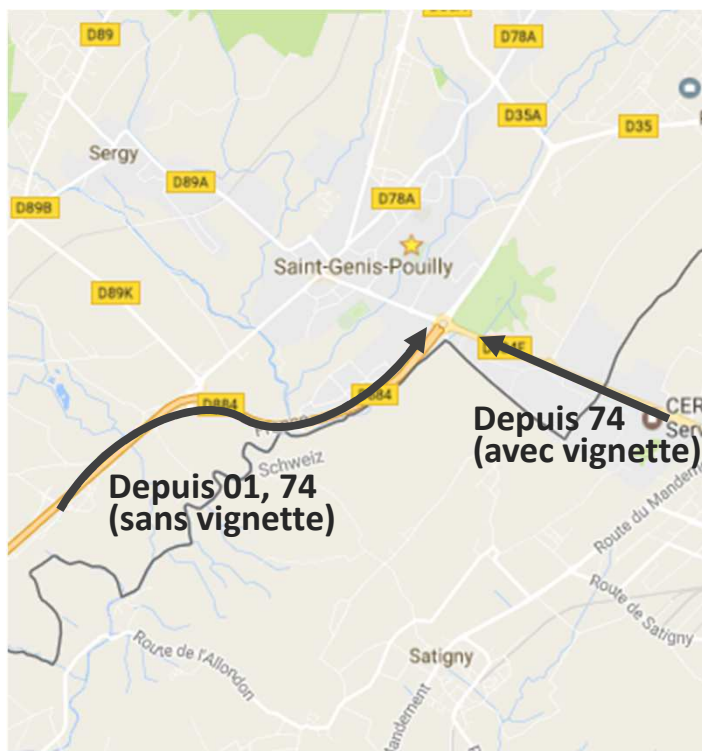 D89
D78A
D35A
D35
Sergy
D89A
D78A
D89B
Saint-Genis-Pouilly
D89K
D884
D884
CER
Serv
Depuis 74
(avec vignette)
Schweiz
Depuis 01, 74
(sans vignette)
Route du Mandement
Route de Satigny
Route de l'Allondon
Satigny